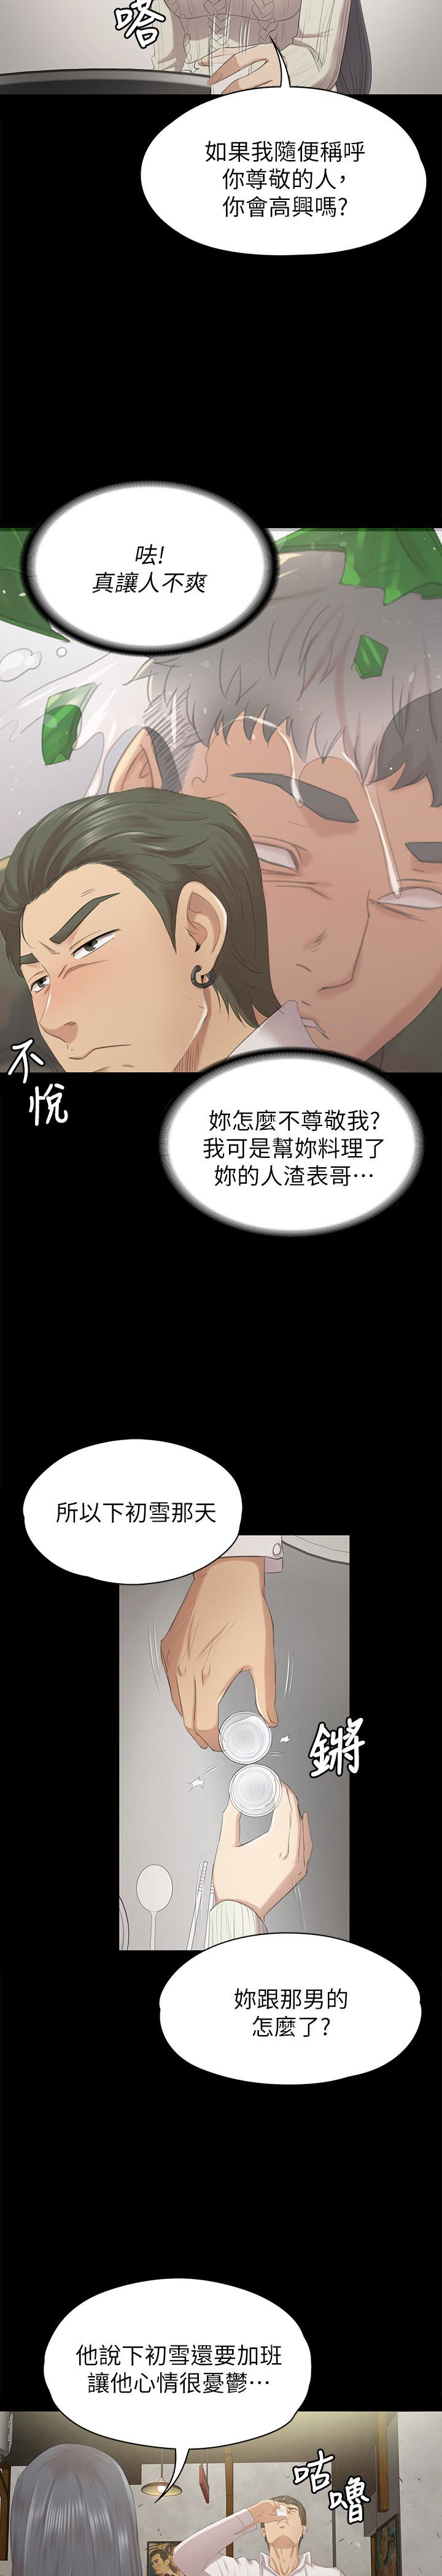 嗒
如果我隨便稱呼
你尊敬的人，
你會高興嗎?
呿!
真讓人不爽
不悅
妳怎麼不尊敬我?
我可是幫妳料理了
妳的人渣表哥…
所以下初雪那天
鏘
妳跟那男的
怎麼了?
他說下初雪還要加班
讓他心情很憂鬱…
咕嚕